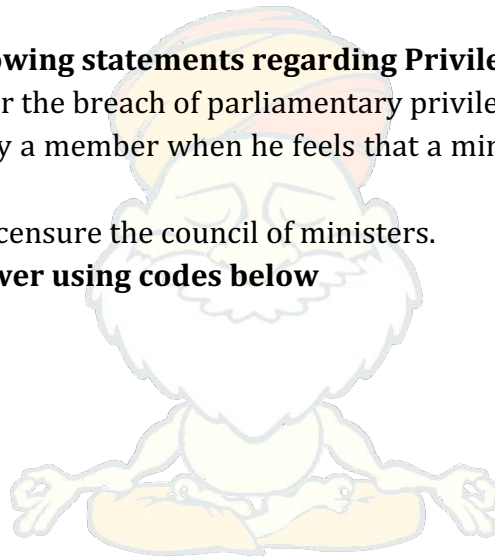 owing statements regarding Privile
r the breach of parliamentary privile
y a member when he feels that a min
censure the council of ministers.
ver using codes below